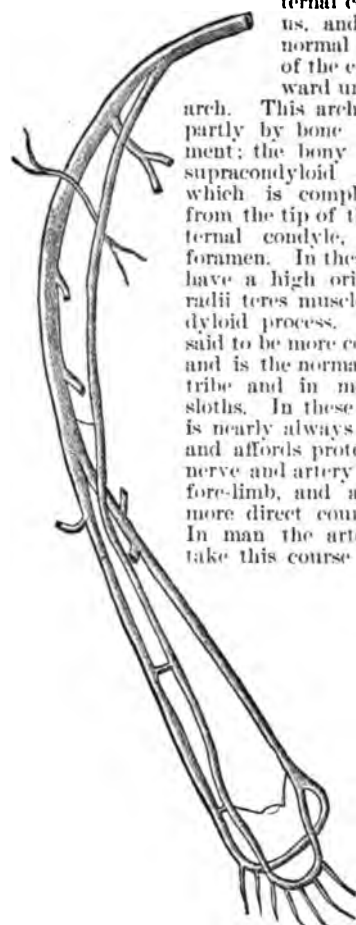 ternal c
us, and
normal
of the c
ward un
arch. This arch
partly by bone
ment; the bony
supracondyloid
which is compl
from the tip of t
ternal condyle,
foramen. In the
have a high ori
radii teres muscl
dyloid process.
said to be more c
and is the norma
tribe and in m
sloths. In these
is nearly always
and affords prote
nerve and artery
fore-limb, and a
more direct cour
In man the arte
take this course